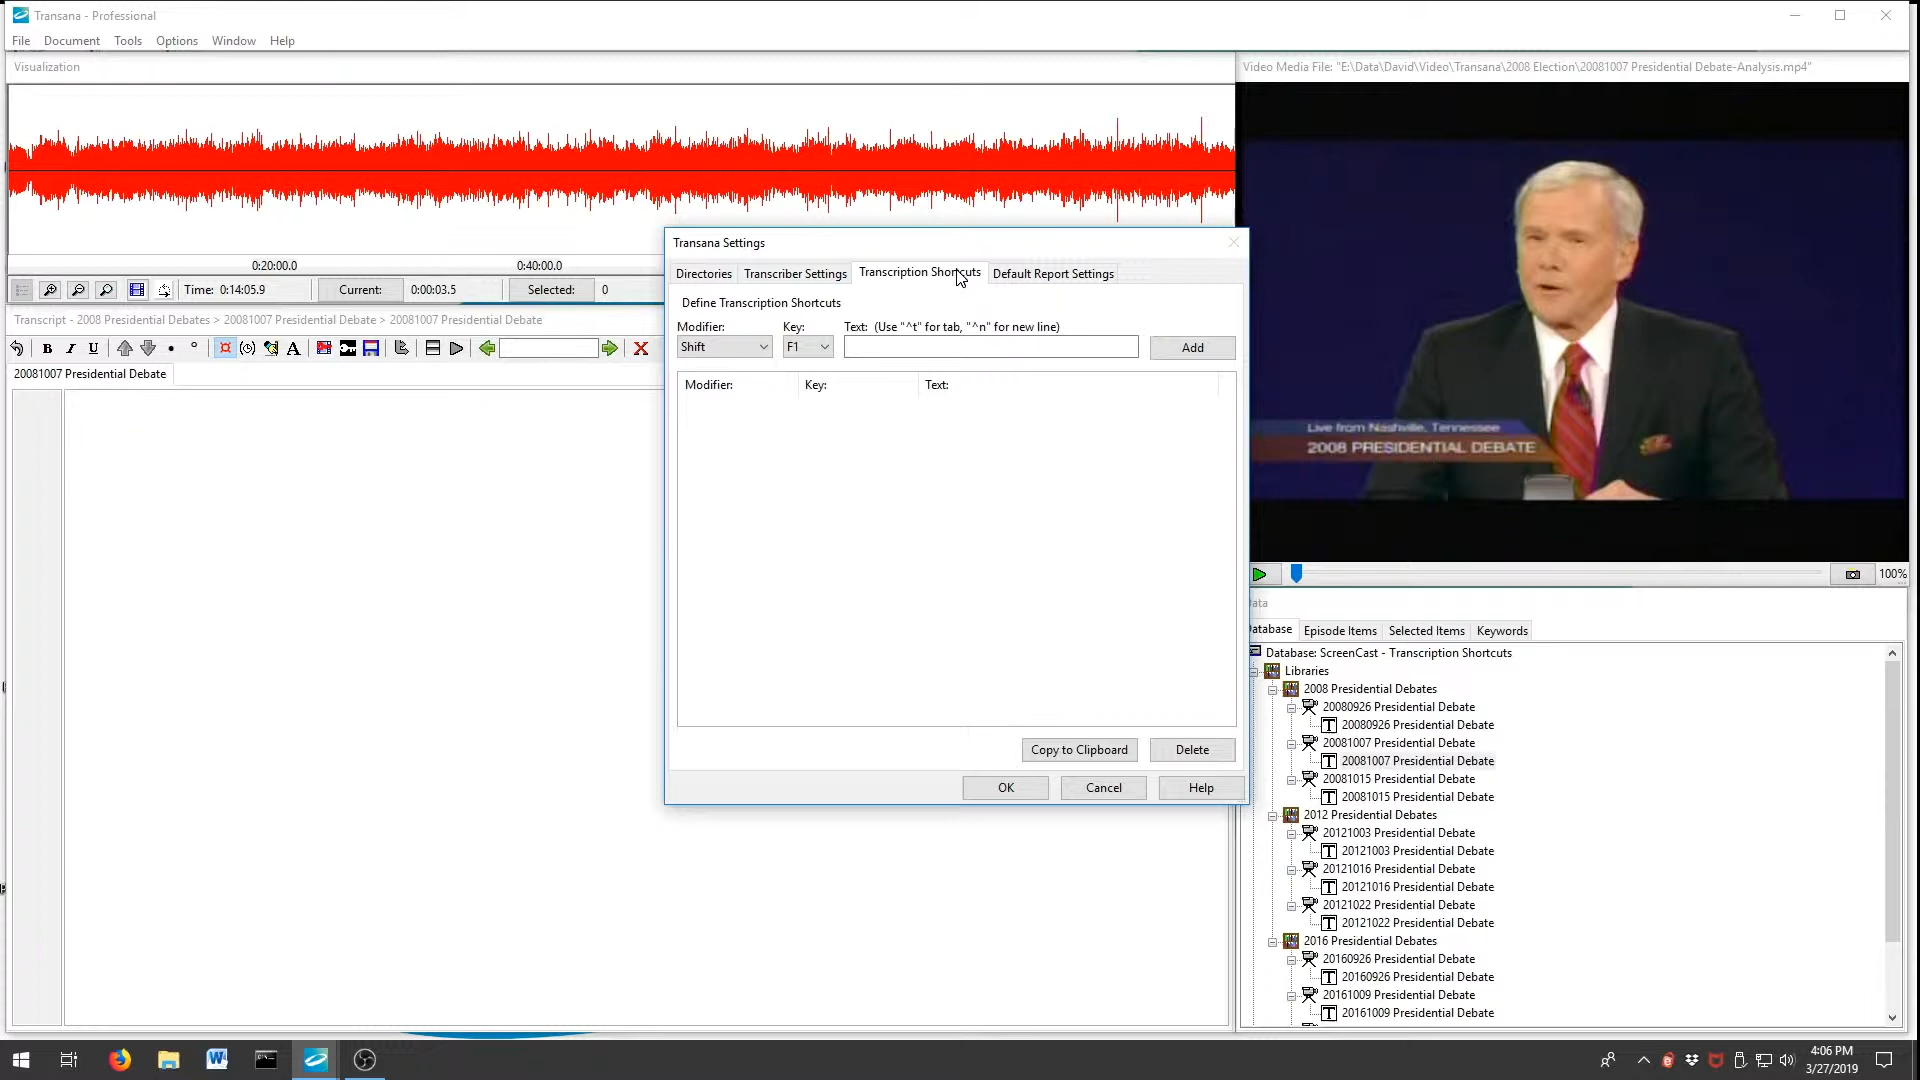 Transana - Professional
File Document Tools Options Window Help
Visualization
Video Media File: "E:\Data\David\Video\Transana\2008 Election\20081007 Presidential Debate-Analysis.mp4"
0:20:00.0 0:40:00.0
Time: 0:14:05.9 Current: 0:00:03.5 Selected: 0
Transcript - 2008 Presidential Debates > 20081007 Presidential Debate > 20081007 Presidential Debate
B I U A X
20081007 Presidential Debate
Transana Settings
Directories Transcriber Settings Transcription Shortcuts Default Report Settings
Define Transcription Shortcuts
Modifier: Key: Text: (Use "^t" for tab, "^n" for new line)
Shift F1 Add
Modifier: Key: Text:
Copy to Clipboard Delete
OK Cancel Help
Live from Nashville, Tennessee
2008 PRESIDENTIAL DEBATE
100%
ata
atabase Episode Items Selected Items Keywords
Database: ScreenCast - Transcription Shortcuts
Libraries
2008 Presidential Debates
20080926 Presidential Debate
T 20080926 Presidential Debate
20081007 Presidential Debate
T 20081007 Presidential Debate
20081015 Presidential Debate
T 20081015 Presidential Debate
2012 Presidential Debates
20121003 Presidential Debate
T 20121003 Presidential Debate
20121016 Presidential Debate
T 20121016 Presidential Debate
20121022 Presidential Debate
T 20121022 Presidential Debate
2016 Presidential Debates
20160926 Presidential Debate
T 20160926 Presidential Debate
20161009 Presidential Debate
T 20161009 Presidential Debate
4:06 PM
3/27/2019